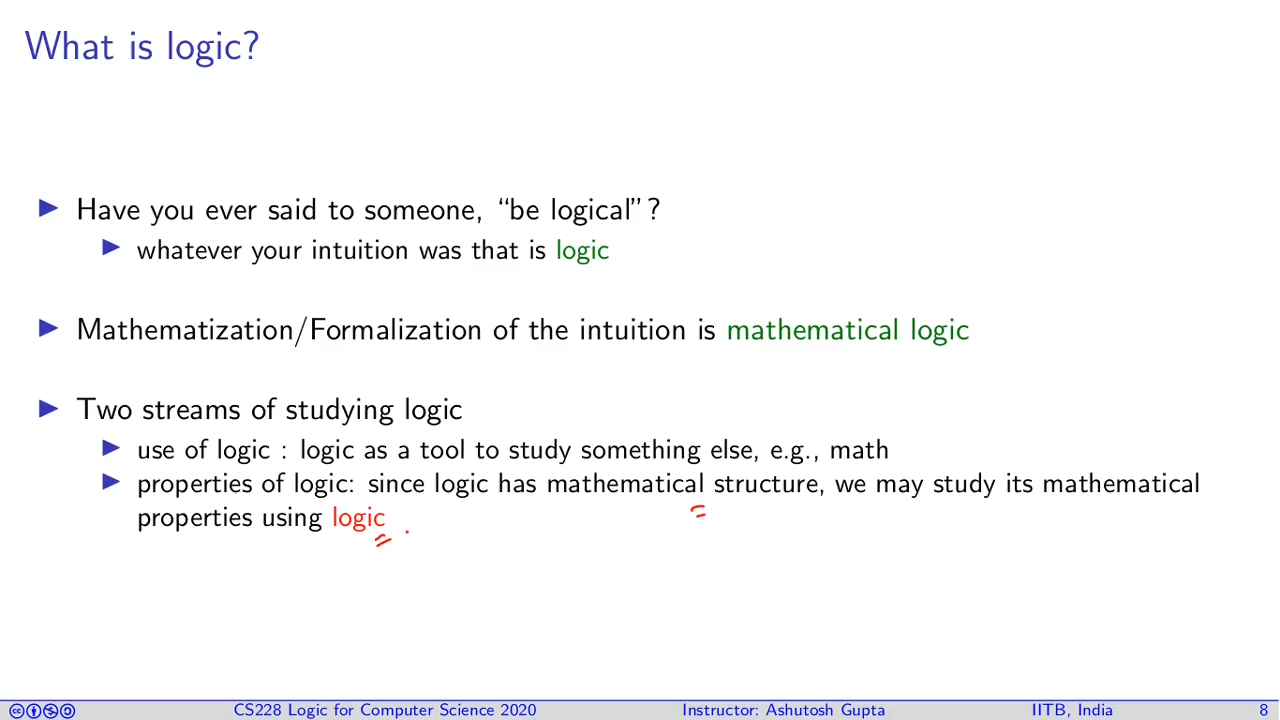 What is logic?
Have you ever said to someone, “be logical”?
whatever your intuition was that is logic
Mathematization/Formalization of the intuition is mathematical logic
Two streams of studying logic
use of logic : logic as a tool to study something else, e.g., math
properties of logic: since logic has mathematical structure, we may study its mathematical
properties using logic
CS228 Logic for Computer Science 2020 Instructor: Ashutosh Gupta IITB, India 8